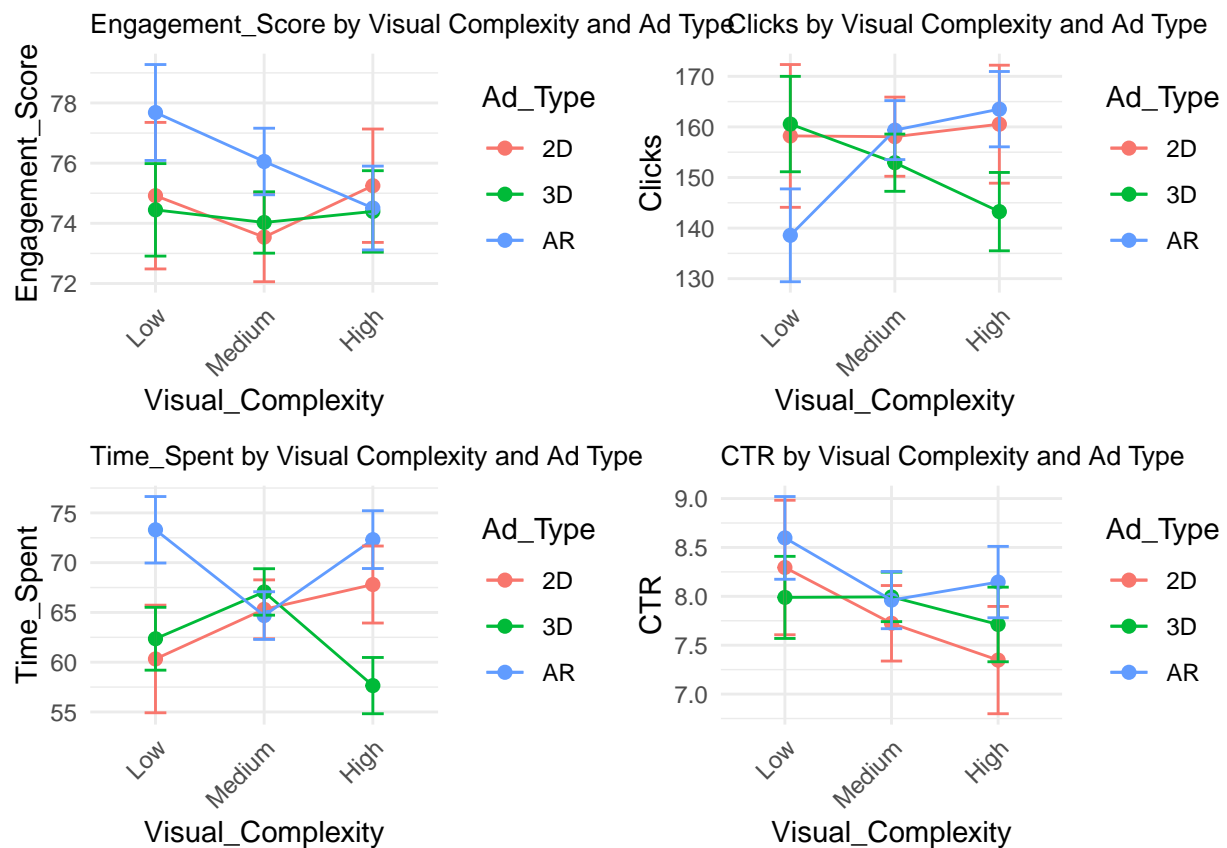 Engagement_Score by Visual Complexity and Ad Type
Engagement_Score
78
76
74
72
Low
Medium
High
Visual_Complexity
Ad_Type
2D
3D
AR
Clicks by Visual Complexity and Ad Type
Clicks
170
160
150
140
130
Low
Medium
High
Visual_Complexity
Ad_Type
2D
3D
AR
Time_Spent by Visual Complexity and Ad Type
Time_Spent
75
70
65
60
55
Low
Medium
High
Visual_Complexity
Ad_Type
2D
3D
AR
CTR by Visual Complexity and Ad Type
CTR
9.0
8.5
8.0
7.5
7.0
Low
Medium
High
Visual_Complexity
Ad_Type
2D
3D
AR